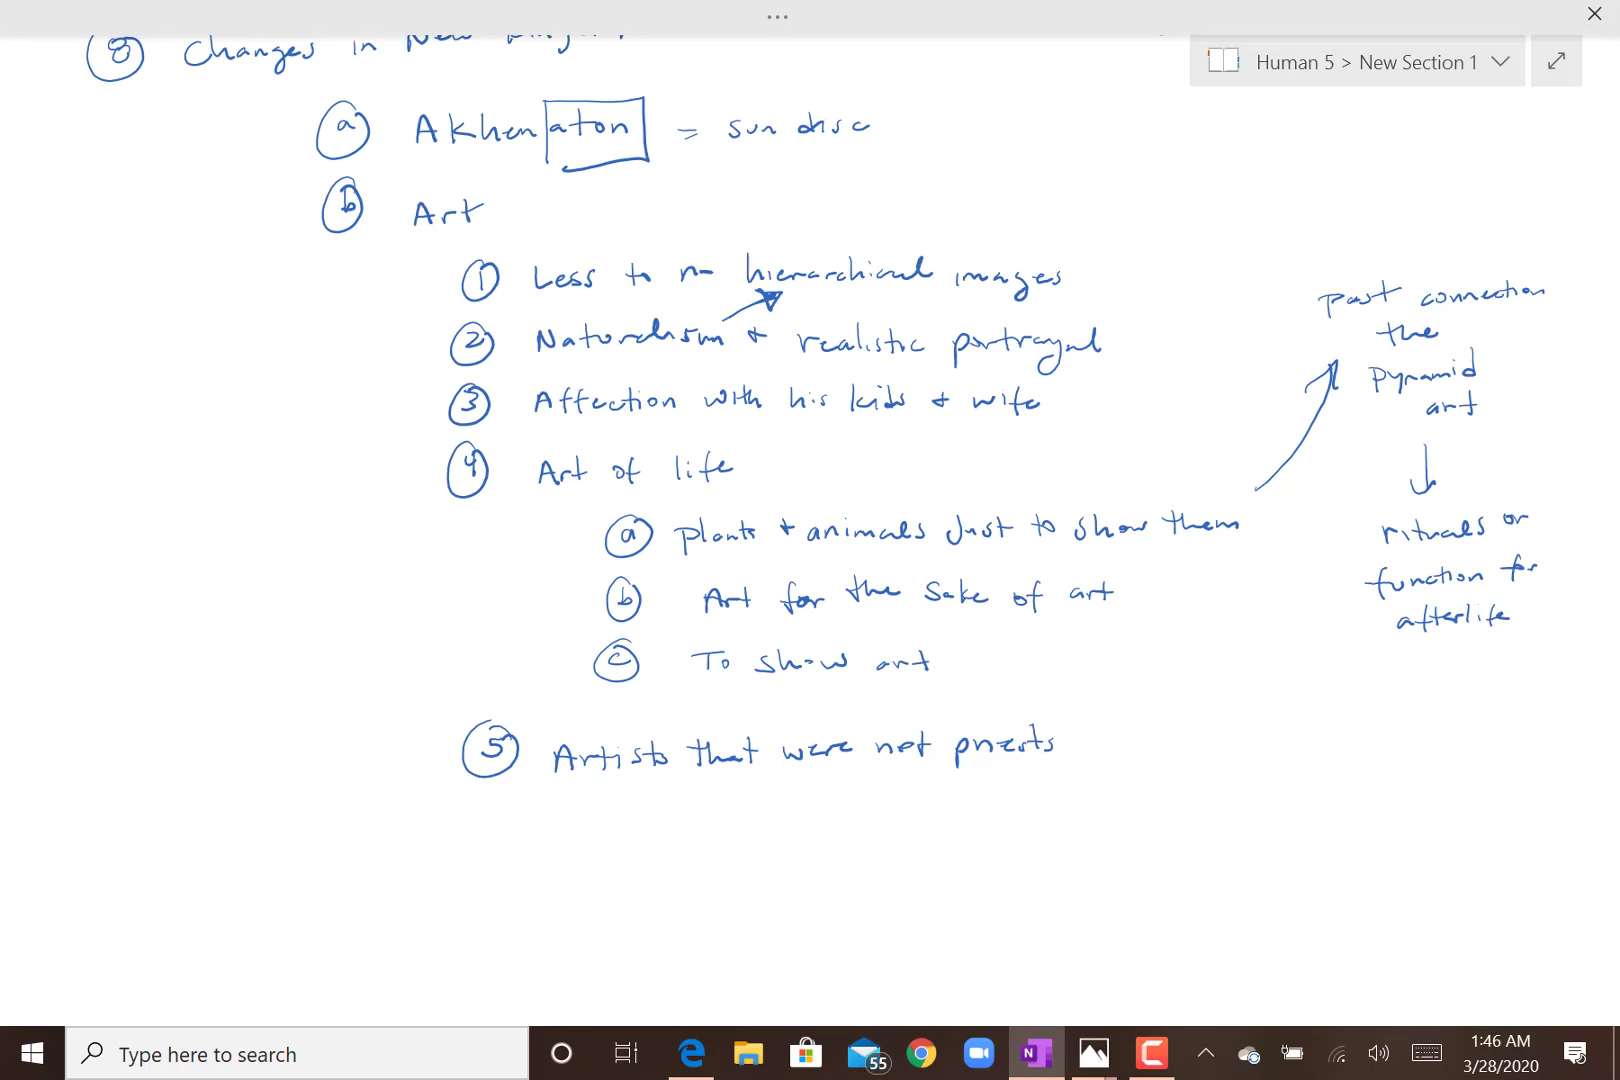 8 Changes in New
Human 5 > New Section 1
a Akhenaton = sun disc
b Art
1 Less to no hierarchical images
2 Naturalism + realistic portrayal
3 Affection with his kids + wife
4 Art of life
a plants + animals Just to show them
b Art for the sake of art
c To show art
5 Artists that were not priests
Past connection
the
pyramid
art
rituals or
function for
afterlife
Type here to search
55
N
1:46 AM
3/28/2020